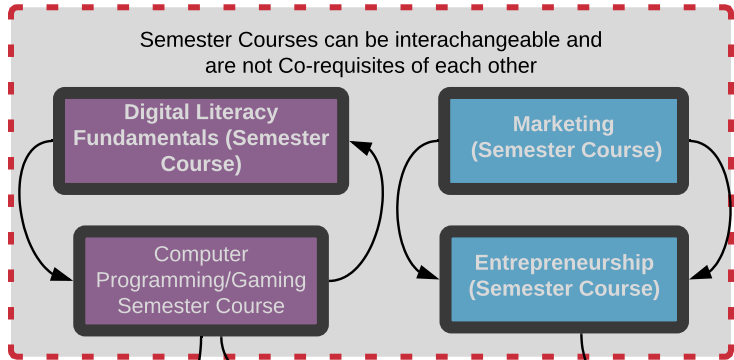 Semester Courses can be interachangeable and
are not Co-requisites of each other
Digital Literacy
Fundamentals (Semester
Course)
Marketing
(Semester Course)
Computer
Programming/Gaming
Semester Course
Entrepreneurship
(Semester Course)